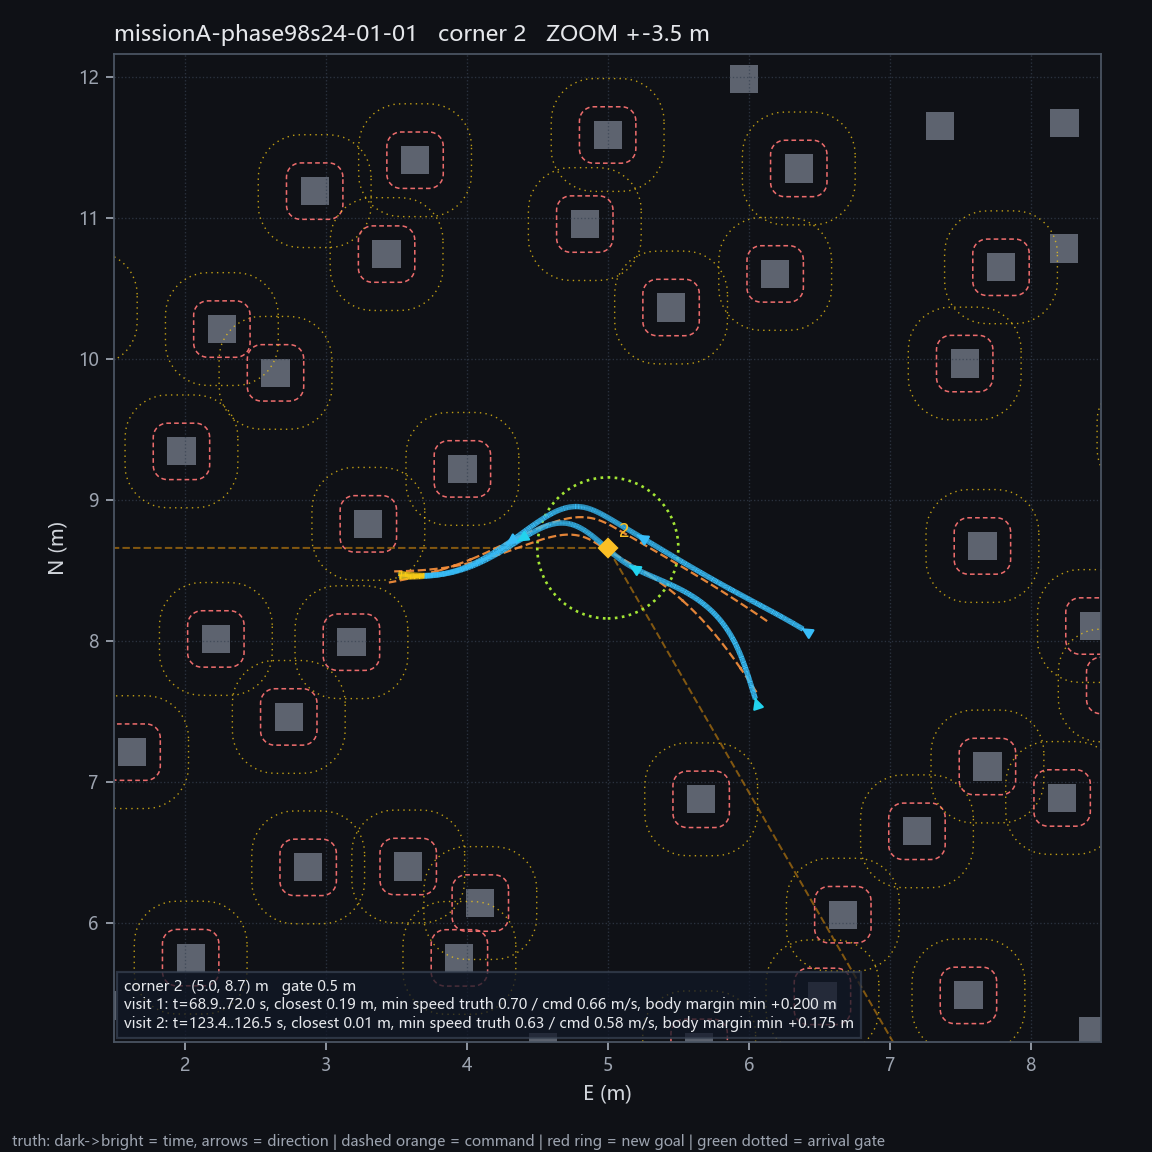 missionA-phase98s24-01-01   corner 2   ZOOM +-3.5 m
12
11
10
9
8
7
6
N (m)
2
corner 2  (5.0, 8.7) m   gate 0.5 m
visit 1: t=68.9..72.0 s, closest 0.19 m, min speed truth 0.70 / cmd 0.66 m/s, body margin min +0.200 m
visit 2: t=123.4..126.5 s, closest 0.01 m, min speed truth 0.63 / cmd 0.58 m/s, body margin min +0.175 m
2 3 4 5 6 7 8
E (m)
truth: dark->bright = time, arrows = direction | dashed orange = command | red ring = new goal | green dotted = arrival gate